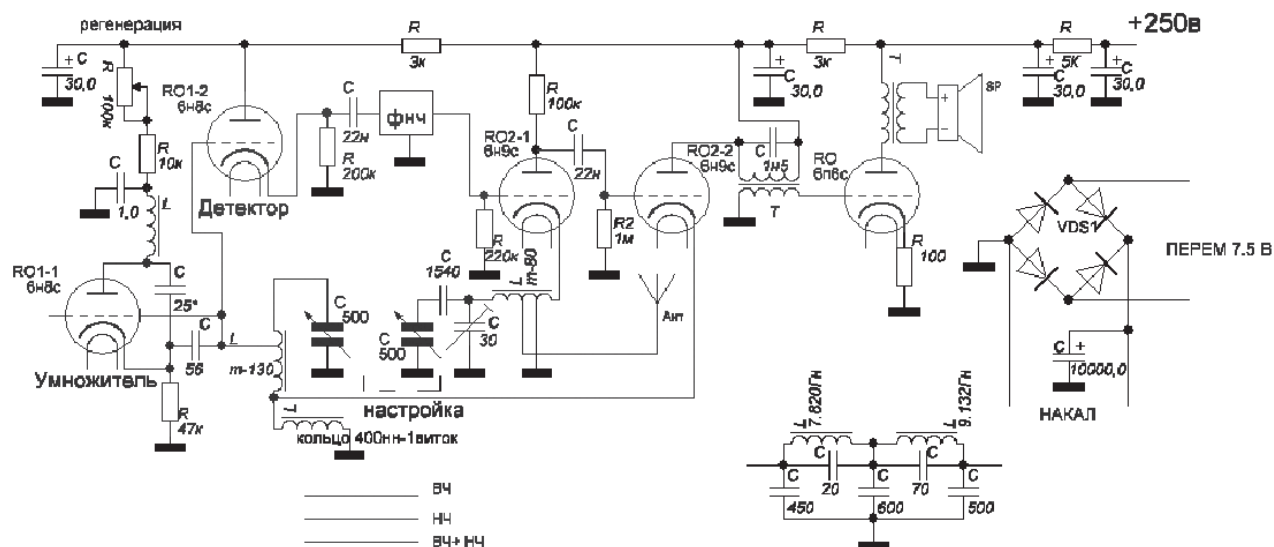 регенерация
+250в
R
3к
R
3к
R
5К
C
30,0
R
100к
RO1-2
6н8с
C
22н
фнч
R
100к
C
30,0
T
SP
C
30,0
C
30,0
R
10к
R
200к
RO2-1
6н9с
C
22н
RO2-2
6н9с
C
1н5
RO
6п6с
C
1,0
Детектор
L
R
220к
R2
1м
T
R
100
VDS1
ПЕРЕМ 7.5 В
RO1-1
6н8с
C
25*
C
1540
T
т-80
Ант
C
500
C
500
C
30
C
56
L
т-130
Умножитель
R
47к
T
настройка
кольцо 400нн-1виток
C
10000,0
НАКАЛ
L
7.820Гн
L
9.132Гн
C
20
C
70
C
450
C
600
C
500
ВЧ
НЧ
ВЧ+НЧ